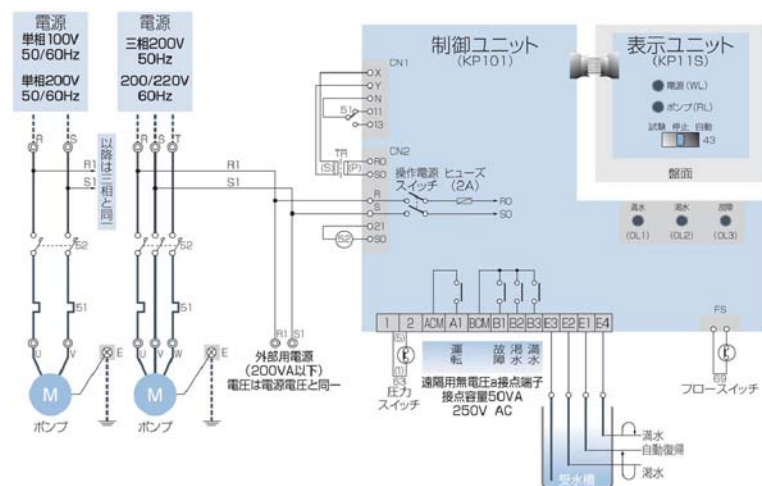 電源
単相100V
50/60Hz
単相200V
50/60Hz
電源
三相200V
50Hz
200/220V
60Hz
R
S
R
S
T
以降は三相と同一
R1
S1
R1
S1
52
52
51
51
U
V
U
V
W
E
E
M
M
ポンプ
ポンプ
R1
S1
外部用電源
(200VA以下)
電圧は電源電圧と同一
制御ユニット
(KP101)
CN1
X
Y
N
11
13
51
CN2
TR
(S)
(P)
R0
S0
R
S
21
S0
52
操作電源
スイッチ
ヒューズ
(2A)
R0
S0
表示ユニット
(KP11S)
電源(WL)
ポンプ(RL)
試験 停止 自動
43
盤面
満水
渇水
故障
(OL1)
(OL2)
(OL3)
1
2
ACM
A1
BCM
B1
B2
B3
E3
E2
E1
E4
(5)
(1)
63
圧力
スイッチ
運転
故障
渇水
満水
遠隔用無電圧a接点端子
接点容量50VA
250V AC
FS
69
フロースイッチ
満水
自動復帰
渇水
受水槽